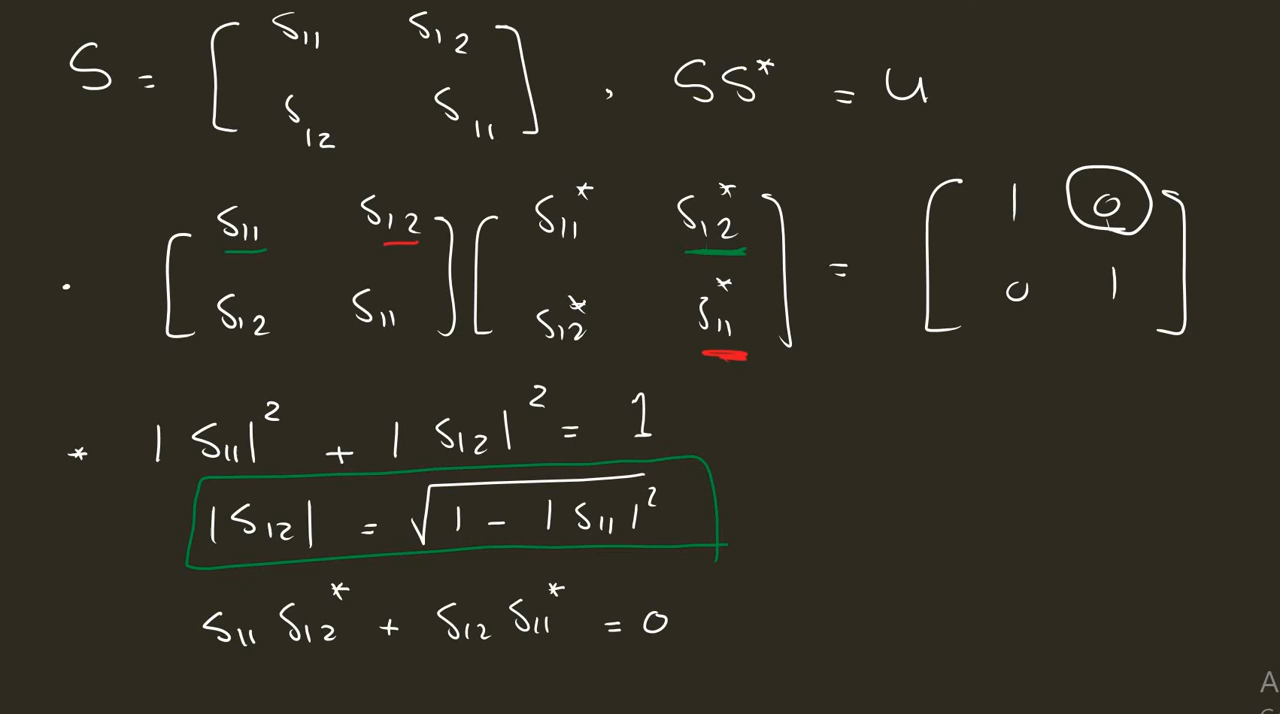 S = [ S11 S12 ; S12 S11 ] , SS* = U
· [ S11 S12 ; S12 S11 ] [ S11* S12* ; S12* S11* ] = [ 1 0 ; 0 1 ]
* |S11|² + |S12|² = 1
|S12| = √(1 - |S11|²)
S11 S12* + S12 S11* = 0
A